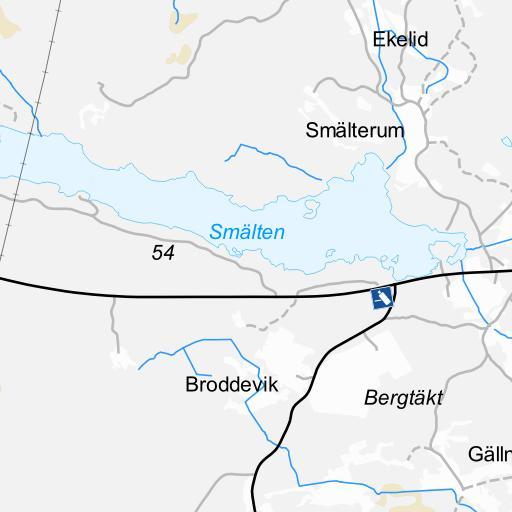 Ekelid
Smälterum
Smälten
54
Broddevik
Bergtäkt
Gälln